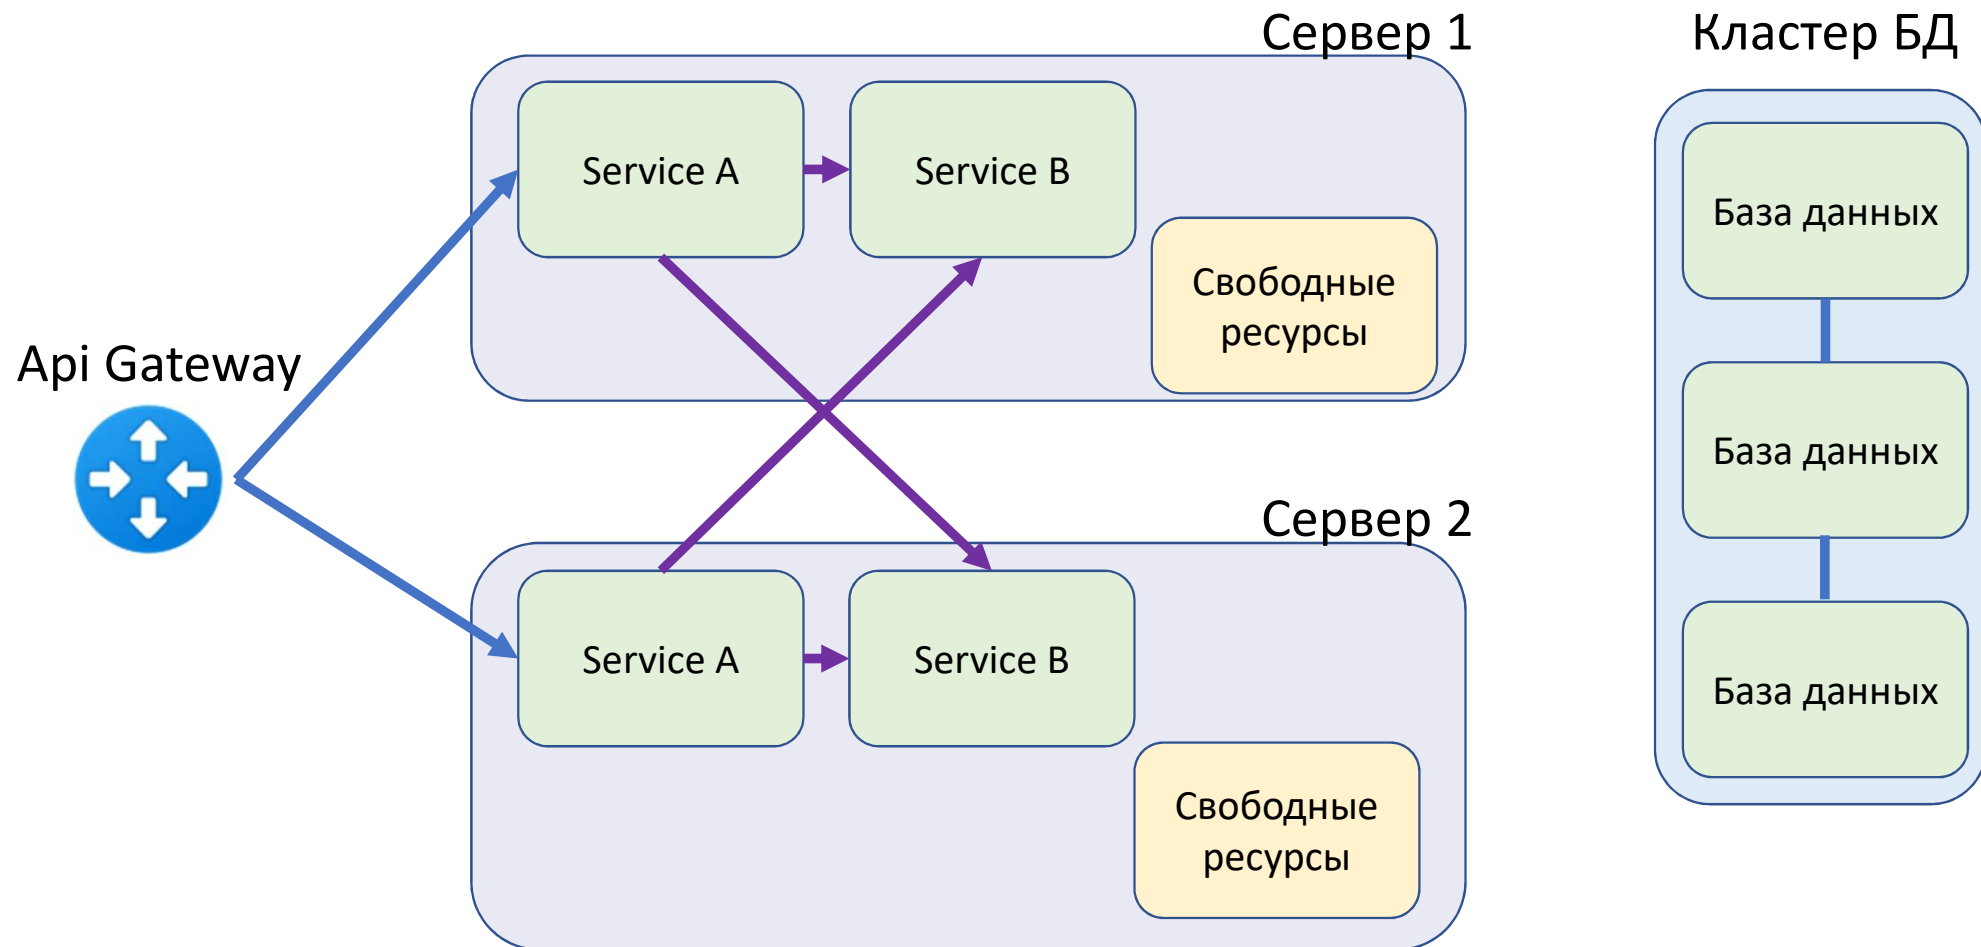 Сервер 1
Кластер БД
Service A
Service B
База данных
Свободные
ресурсы
Api Gateway
База данных
Сервер 2
Service A
Service B
База данных
Свободные
ресурсы